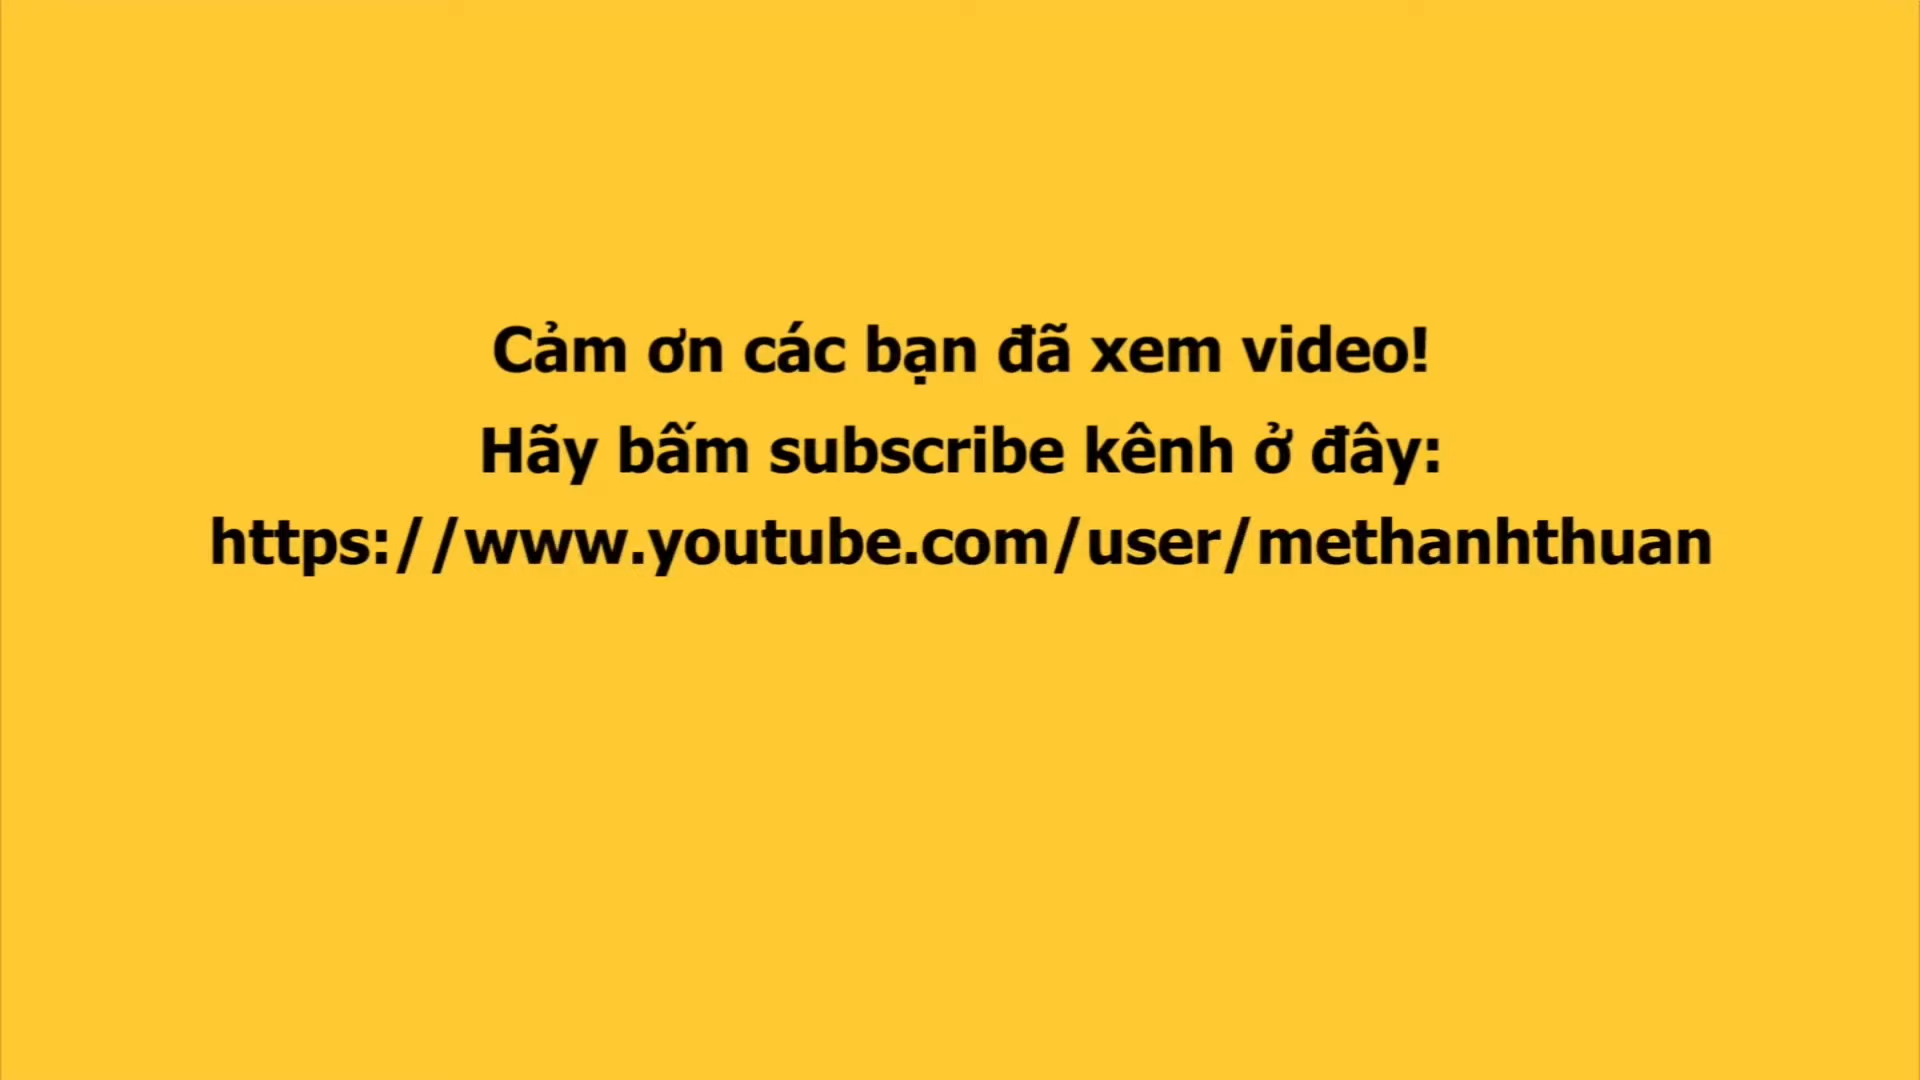 Cảm ơn các bạn đã xem video!
Hãy bấm subscribe kênh ở đây:
https://www.youtube.com/user/methanhthuan